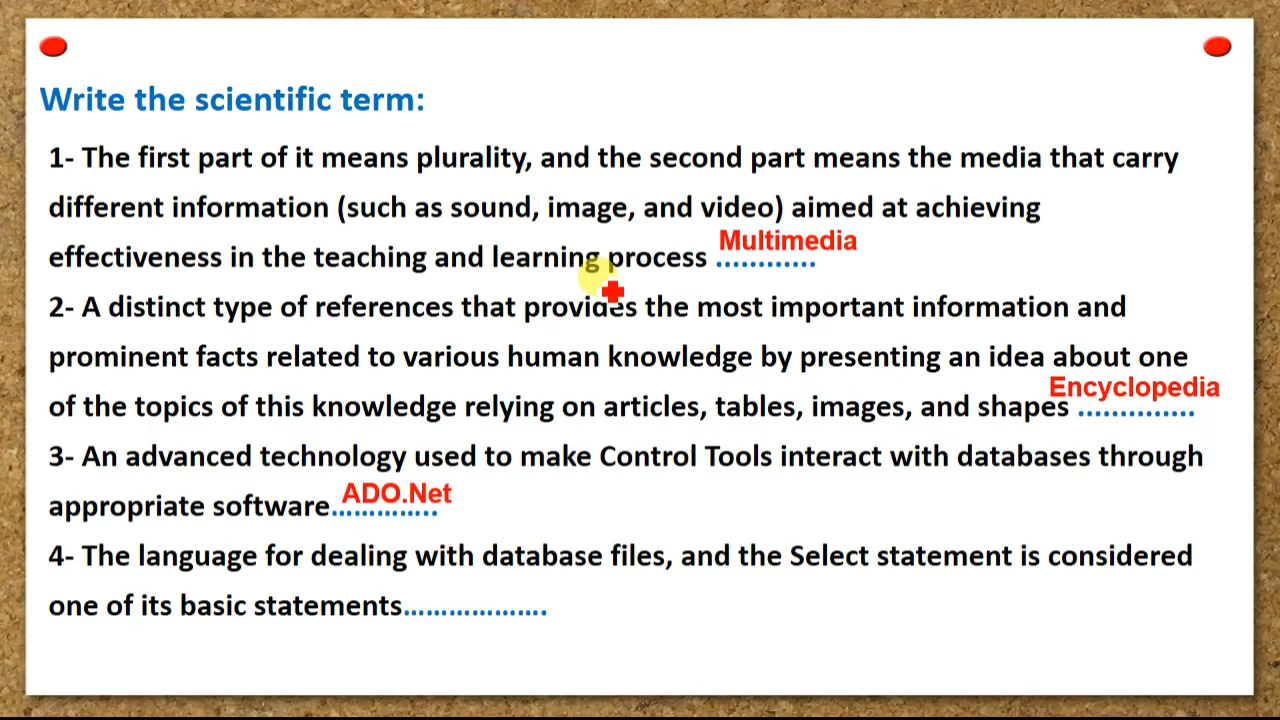 Write the scientific term:
1- The first part of it means plurality, and the second part means the media that carry
different information (such as sound, image, and video) aimed at achieving
effectiveness in the teaching and learning process ............ Multimedia
2- A distinct type of references that provides the most important information and
prominent facts related to various human knowledge by presenting an idea about one
of the topics of this knowledge relying on articles, tables, images, and shapes .............. Encyclopedia
3- An advanced technology used to make Control Tools interact with databases through
appropriate software.............. ADO.Net
4- The language for dealing with database files, and the Select statement is considered
one of its basic statements...................